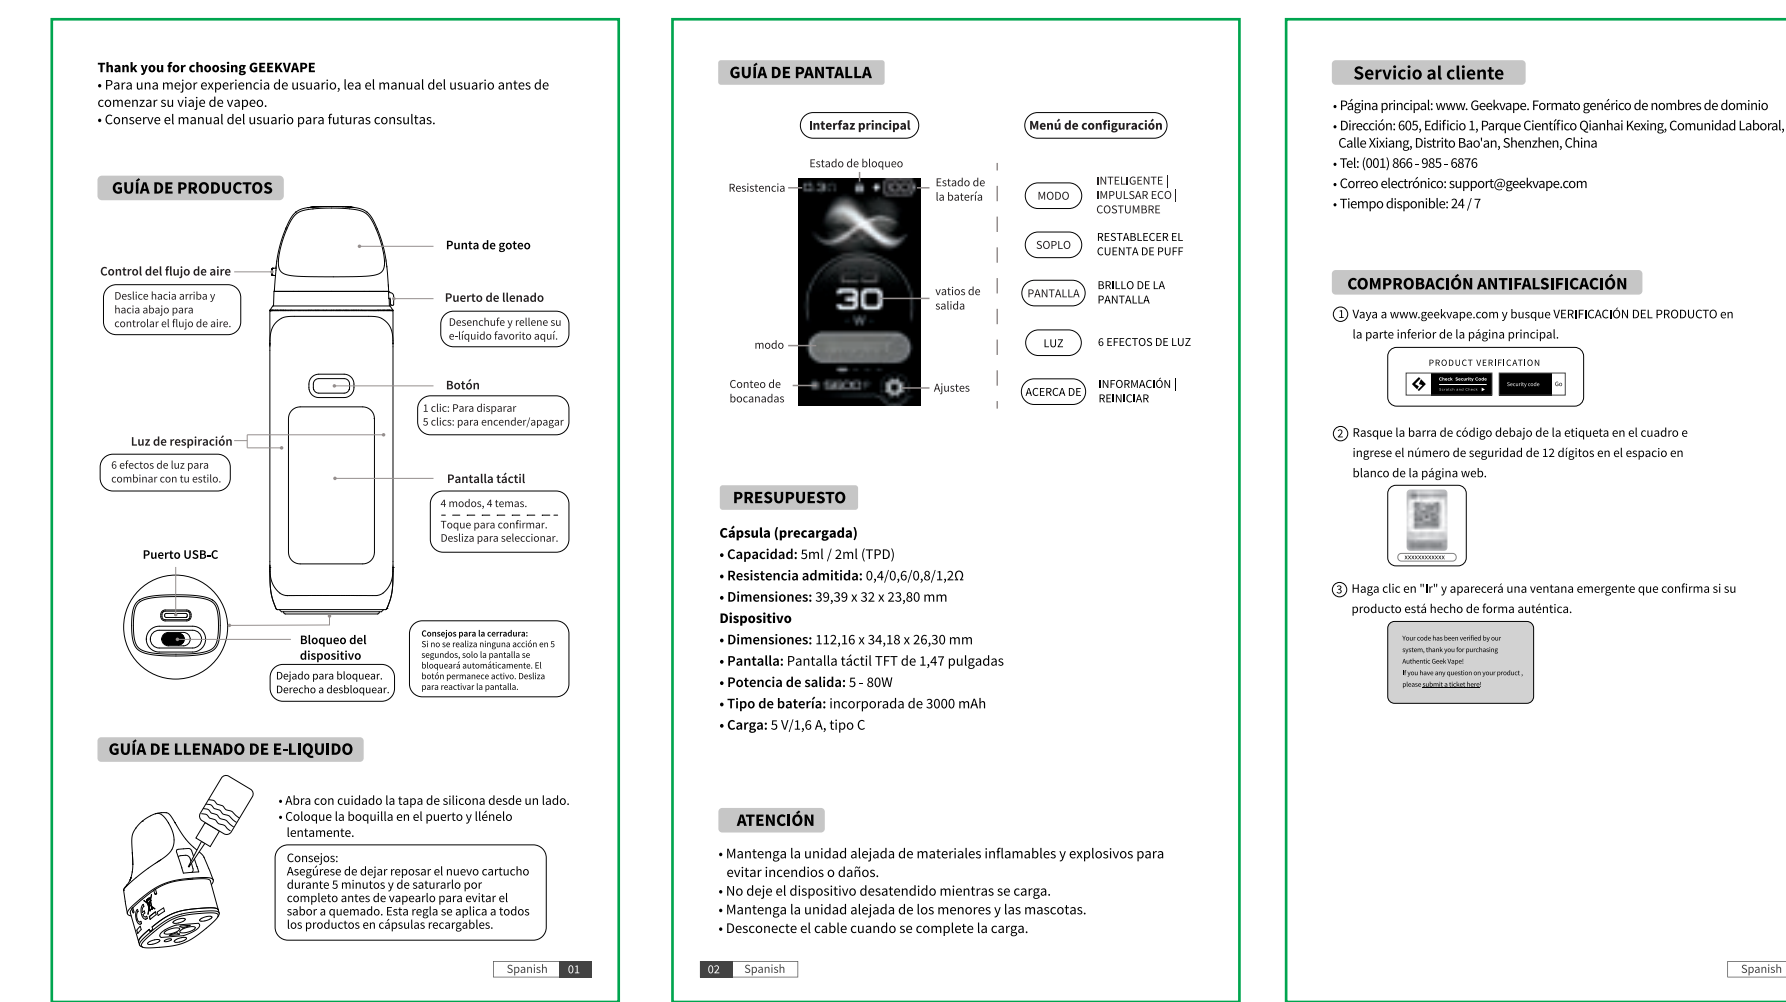 Thank you for choosing GEEKVAPE
• Para una mejor experiencia de usuario, lea el manual del usuario antes de
comenzar su viaje de vapeo.
• Conserve el manual del usuario para futuras consultas.
GUÍA DE PRODUCTOS
Punta de goteo
Control del flujo de aire
Deslice hacia arriba y
hacia abajo para
controlar el flujo de aire.
Puerto de llenado
Desenchufe y rellene su
e-líquido favorito aquí.
Botón
1 clic: Para disparar
5 clics: para encender/apagar
Luz de respiración
6 efectos de luz para
combinar con tu estilo.
Pantalla táctil
4 modos, 4 temas.
Toque para confirmar.
Desliza para seleccionar.
Puerto USB-C
Bloqueo del
dispositivo
Dejado para bloquear.
Derecho a desbloquear.
Consejos para la cerradura:
Si no se realiza ninguna acción en 5
segundos, solo la pantalla se
bloqueará automáticamente. El
botón permanece activo. Desliza
para reactivar la pantalla.
GUÍA DE LLENADO DE E-LIQUIDO
• Abra con cuidado la tapa de silicona desde un lado.
• Coloque la boquilla en el puerto y llénelo
lentamente.
Consejos:
Asegúrese de dejar reposar el nuevo cartucho
durante 5 minutos y de saturarlo por
completo antes de vapearlo para evitar el
sabor a quemado. Esta regla se aplica a todos
los productos en cápsulas recargables.
Spanish 01
GUÍA DE PANTALLA
Interfaz principal
Estado de bloqueo
Resistencia
Estado de
la batería
30
W
vatios de
salida
modo
Conteo de
bocanadas
Ajustes
Menú de configuración
MODO
INTELIGENTE |
IMPULSAR ECO |
COSTUMBRE
SOPLO
RESTABLECER EL
CUENTA DE PUFF
PANTALLA
BRILLO DE LA
PANTALLA
LUZ
6 EFECTOS DE LUZ
ACERCA DE
INFORMACIÓN |
REINICIAR
PRESUPUESTO
Cápsula (precargada)
• Capacidad: 5ml / 2ml (TPD)
• Resistencia admitida: 0,4/0,6/0,8/1,2Ω
• Dimensiones: 39,39 x 32 x 23,80 mm
Dispositivo
• Dimensiones: 112,16 x 34,18 x 26,30 mm
• Pantalla: Pantalla táctil TFT de 1,47 pulgadas
• Potencia de salida: 5 - 80W
• Tipo de batería: incorporada de 3000 mAh
• Carga: 5 V/1,6 A, tipo C
ATENCIÓN
• Mantenga la unidad alejada de materiales inflamables y explosivos para
evitar incendios o daños.
• No deje el dispositivo desatendido mientras se carga.
• Mantenga la unidad alejada de los menores y las mascotas.
• Desconecte el cable cuando se complete la carga.
02 Spanish
Servicio al cliente
• Página principal: www. Geekvape. Formato genérico de nombres de dominio
• Dirección: 605, Edificio 1, Parque Científico Qianhai Kexing, Comunidad Laboral,
Calle Xixiang, Distrito Bao'an, Shenzhen, China
• Tel: (001) 866 - 985 - 6876
• Correo electrónico: support@geekvape.com
• Tiempo disponible: 24 / 7
COMPROBACIÓN ANTIFALSIFICACIÓN
① Vaya a www.geekvape.com y busque VERIFICACIÓN DEL PRODUCTO en
la parte inferior de la página principal.
PRODUCT VERIFICATION
Check Security Code
Scratch and Check ▶
Security code
Go
② Rasque la barra de código debajo de la etiqueta en el cuadro e
ingrese el número de seguridad de 12 dígitos en el espacio en
blanco de la página web.
XXXXXXXXXXXX
③ Haga clic en "Ir" y aparecerá una ventana emergente que confirma si su
producto está hecho de forma auténtica.
Your code has been verified by our
system, thank you for purchasing
Authentic Geek Vape!
If you have any question on your product ,
please submit a ticket here!
Spanish